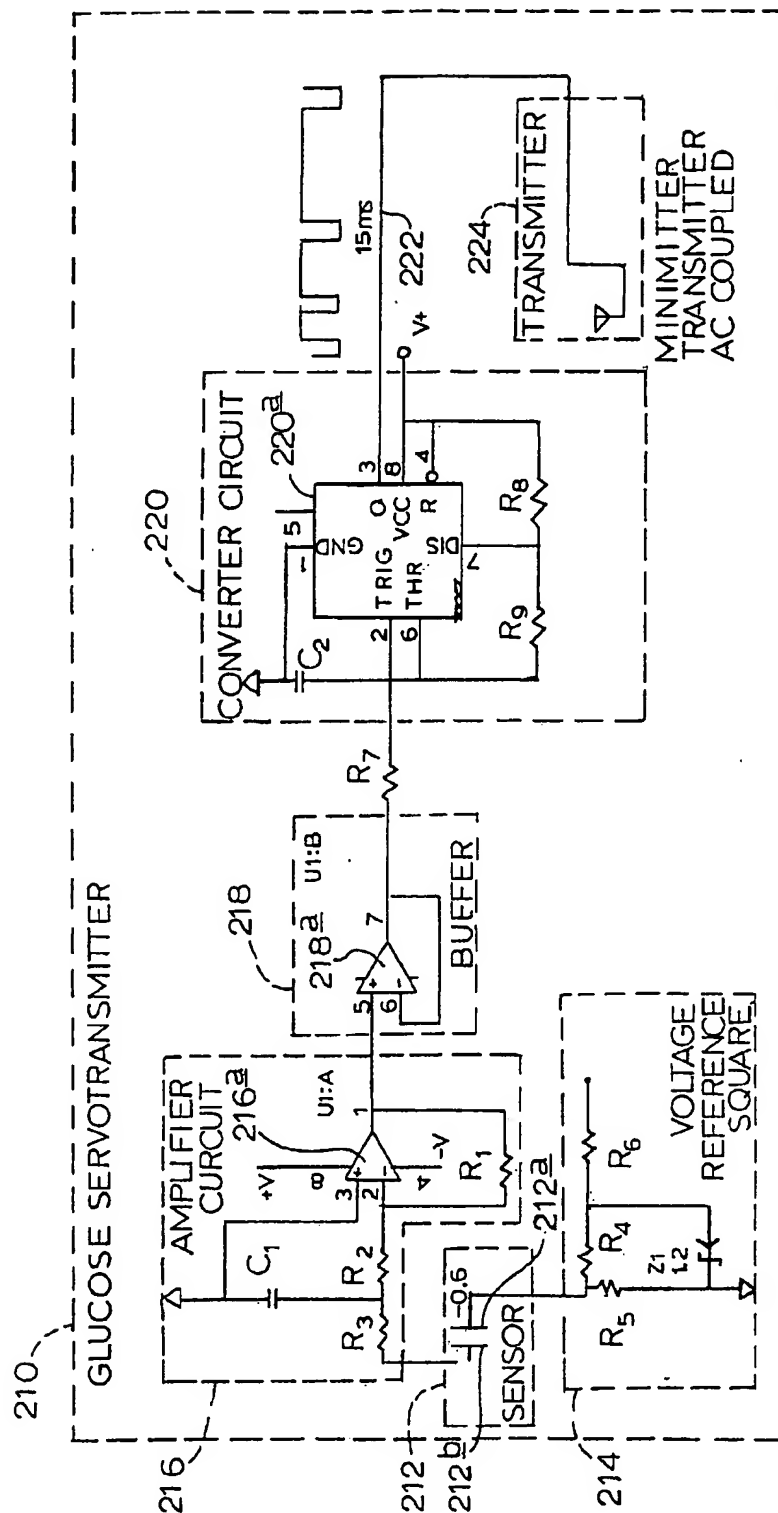 210
GLUCOSE SERVOTRANSMITTER
216
AMPLIFIER
CURCUIT
216a
U1:A
+V
8
3
2
1
4
-V
C1
R1
R2
R3
212
212b
212a
-0.6
SENSOR
214
R4
R5
R6
Z1
1.2
VOLTAGE
REFERENCE
SQUARE
218
218a
U1:B
5
6
7
BUFFER
R7
220
CONVERTER CIRCUIT
220a
C2
1
5
GND
TRIG
THR
Q
VCC
R
DIS
2
6
3
8
4
7
R8
R9
V+
15ms
222
224
TRANSMITTER
MINIMITTER
TRANSMITTER
AC COUPLED